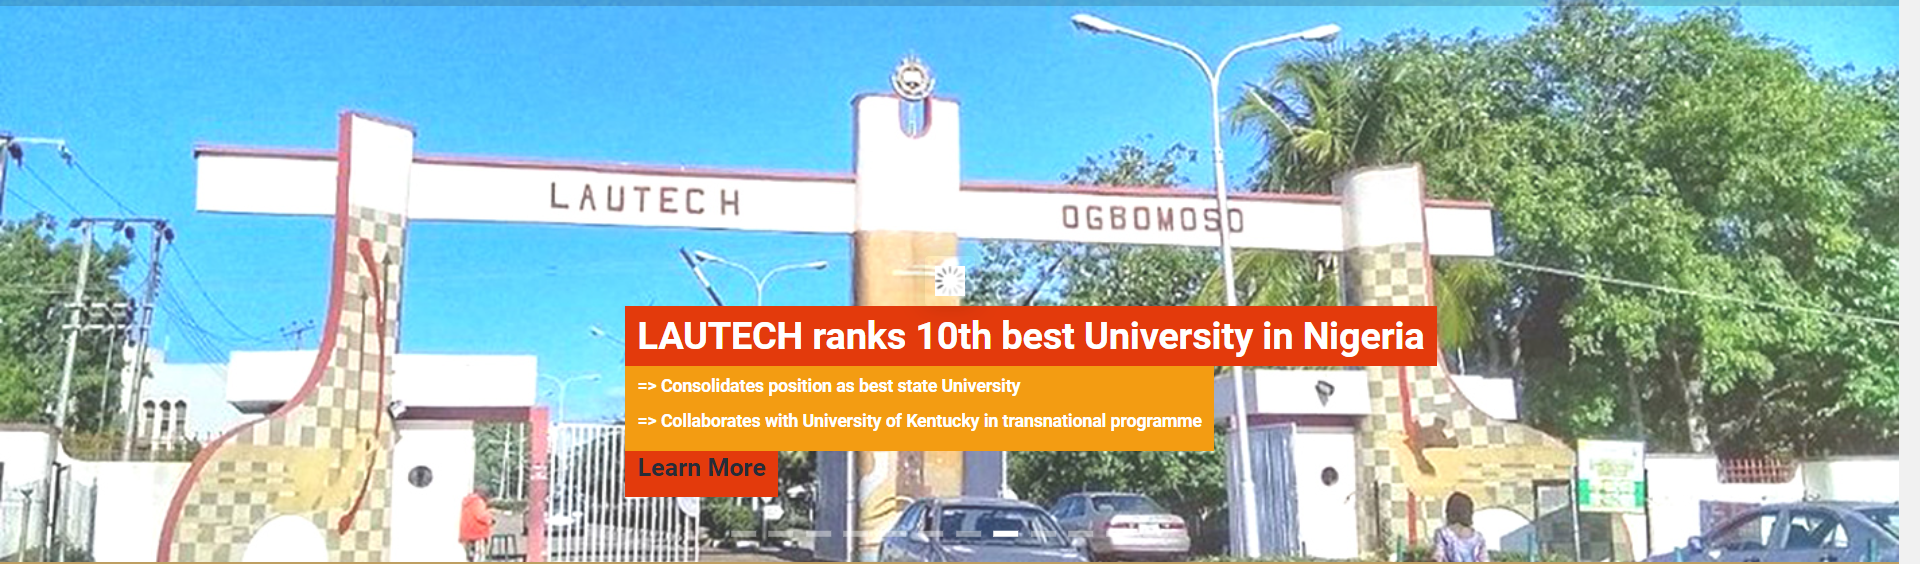 LAUTECH
OGBOMOSO
LAUTECH ranks 10th best University in Nigeria
=> Consolidates position as best state University
=> Collaborates with University of Kentucky in transnational programme
Learn More